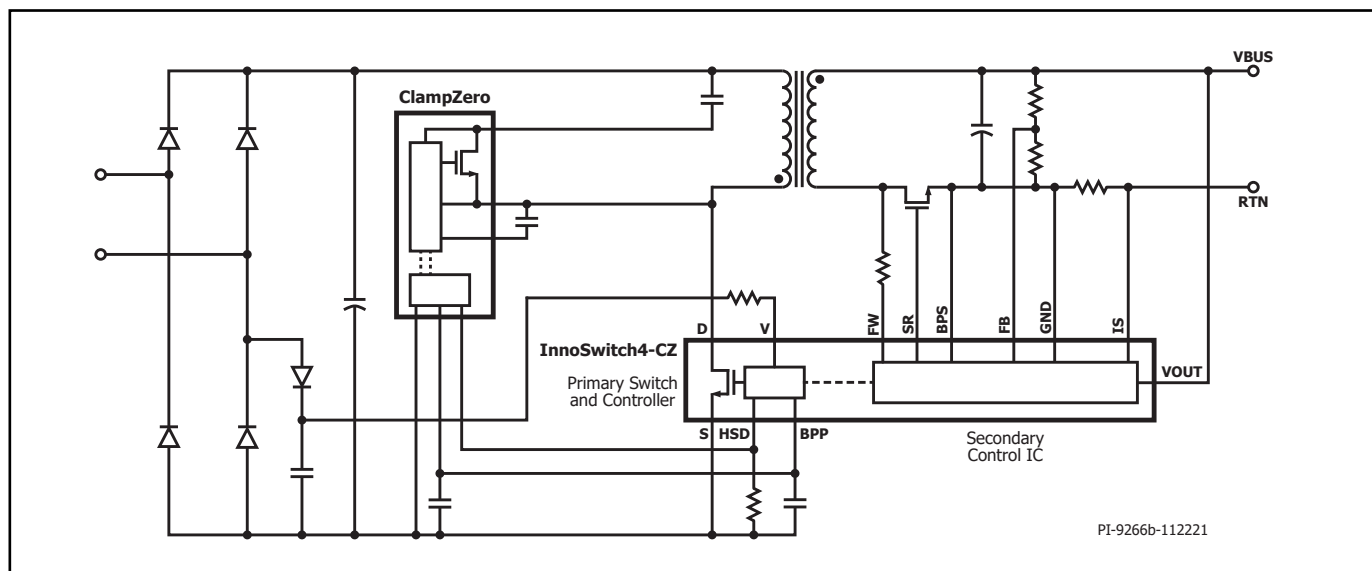 VBUS
ClampZero
RTN
FW
SR
BPS
FB
GND
IS
D
V
InnoSwitch4-CZ
Primary Switch
and Controller
VOUT
S
HSD
BPP
Secondary
Control IC
PI-9266b-112221